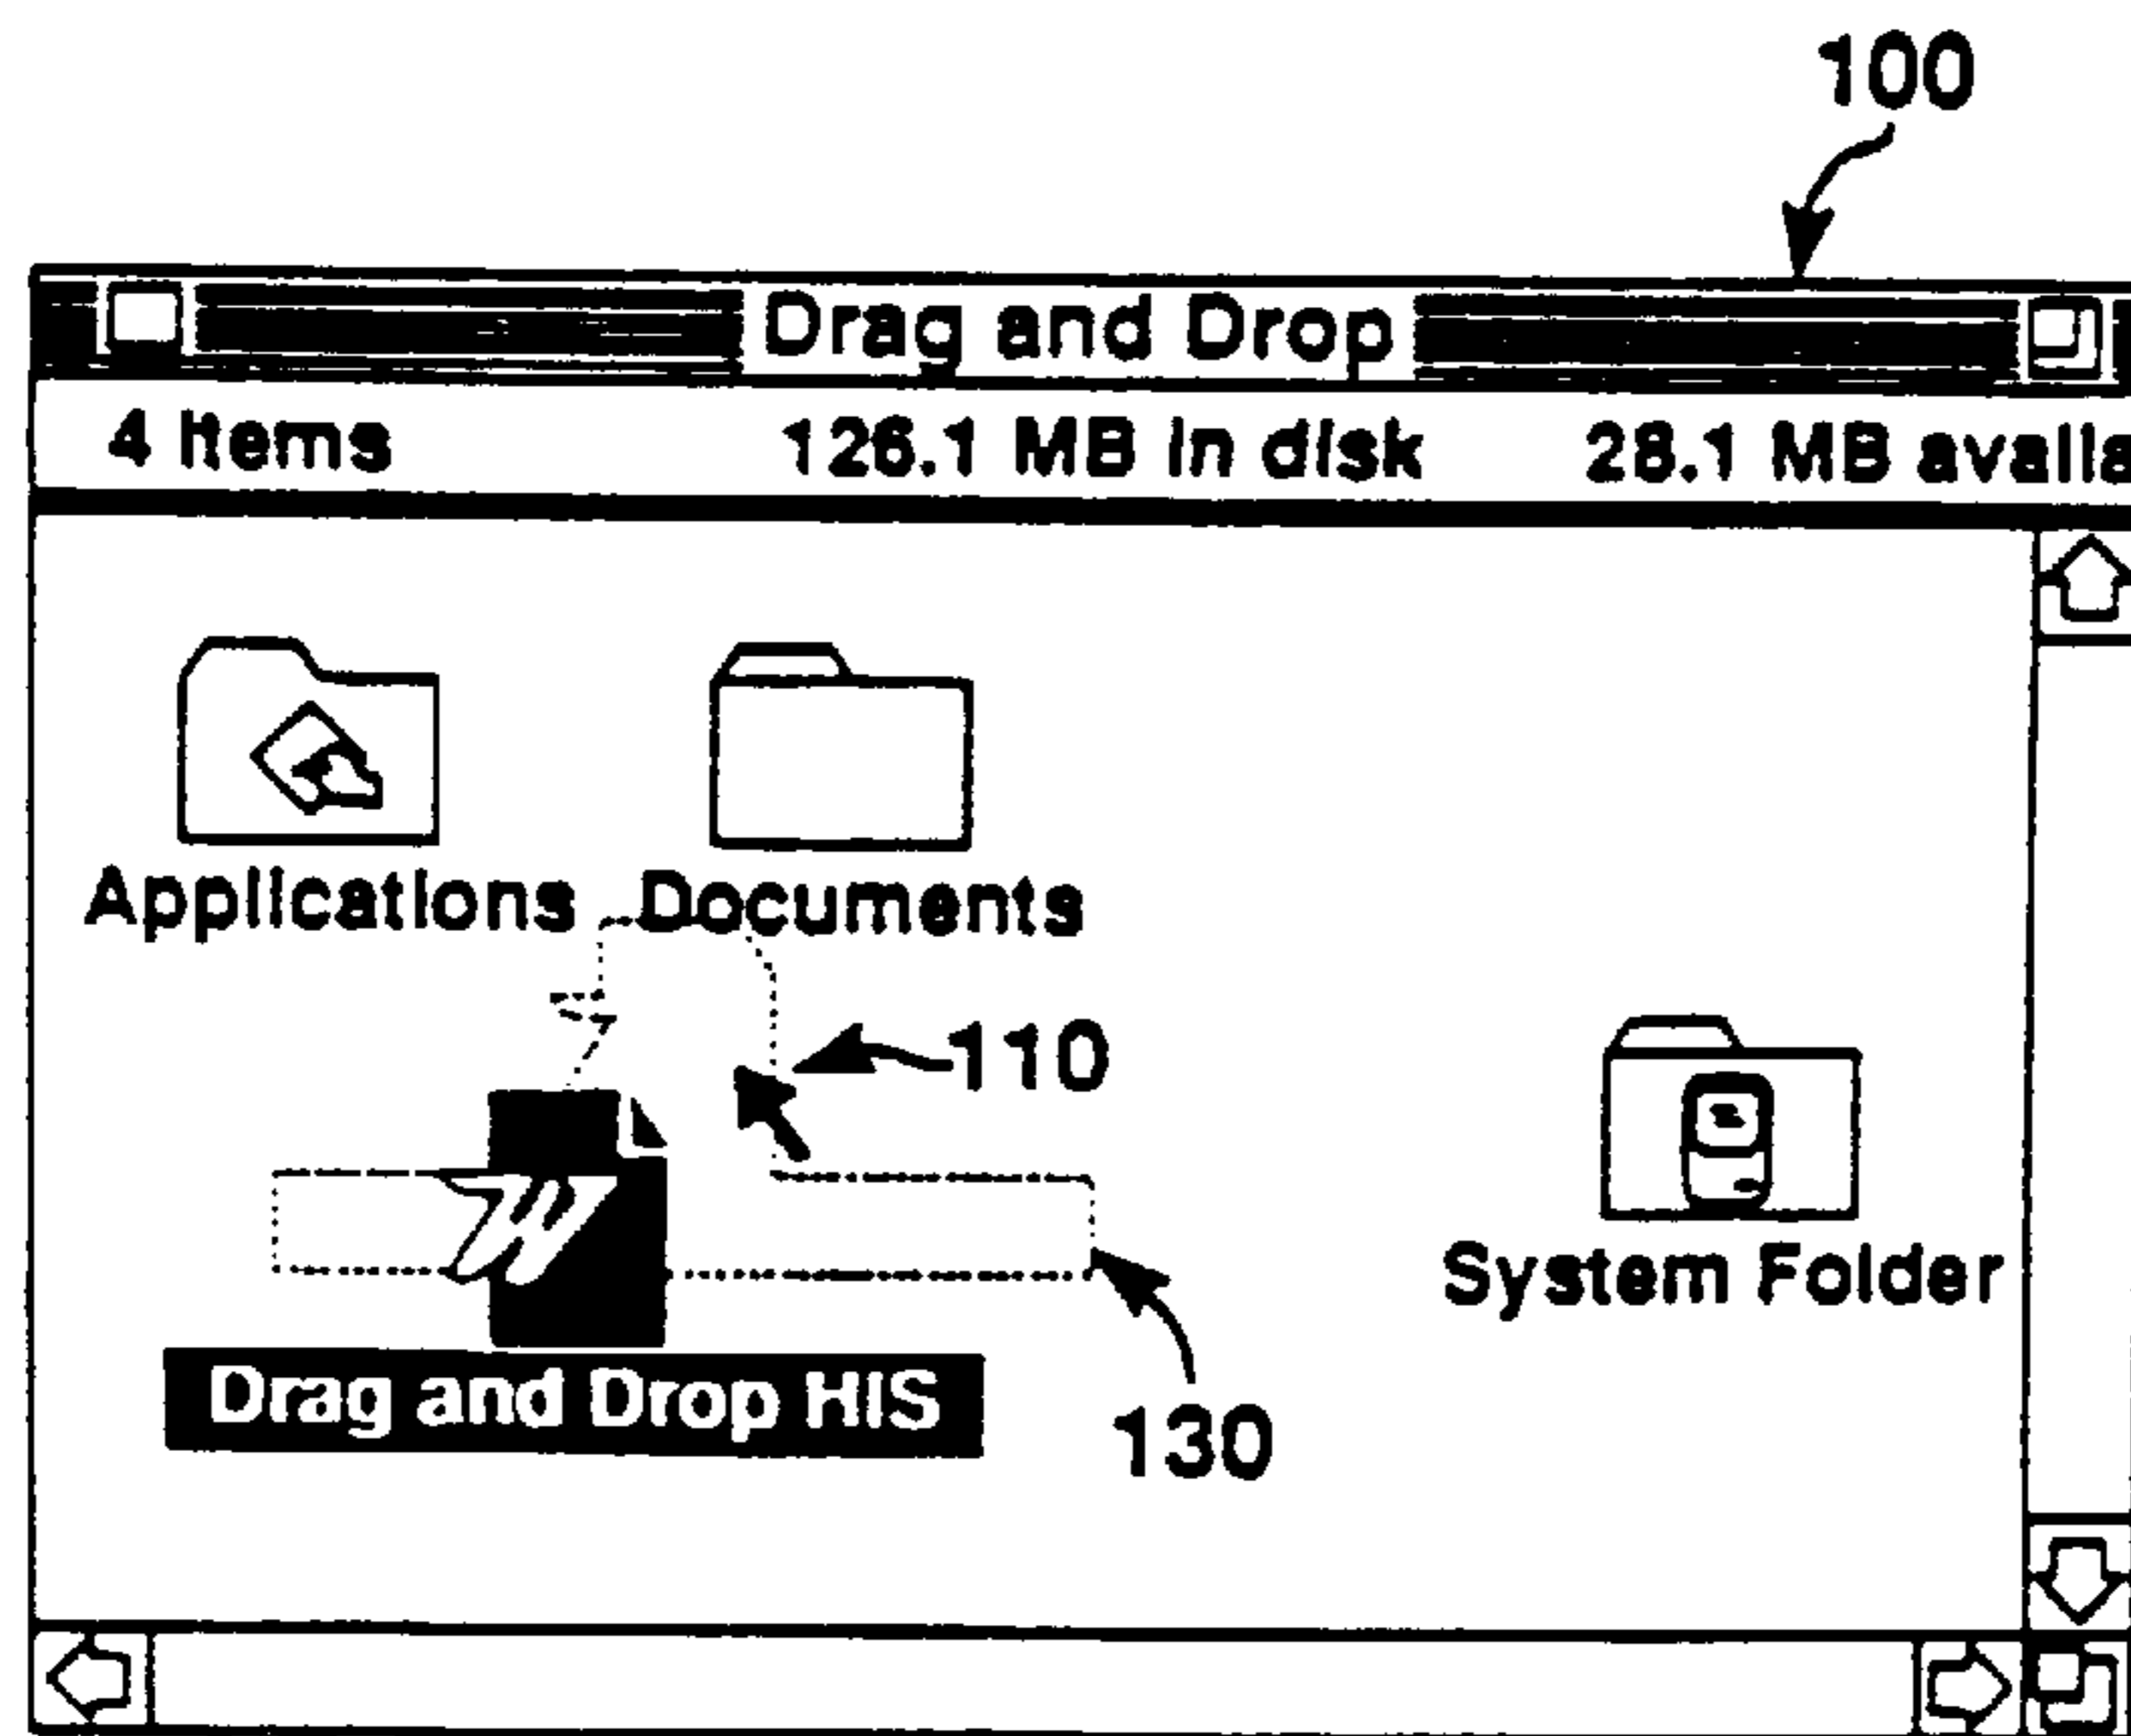 100
Drag and Drop
4 items 126.1 MB in disk 28.1 MB availa
Applications Documents
110
System Folder
Drag and Drop HIS
130